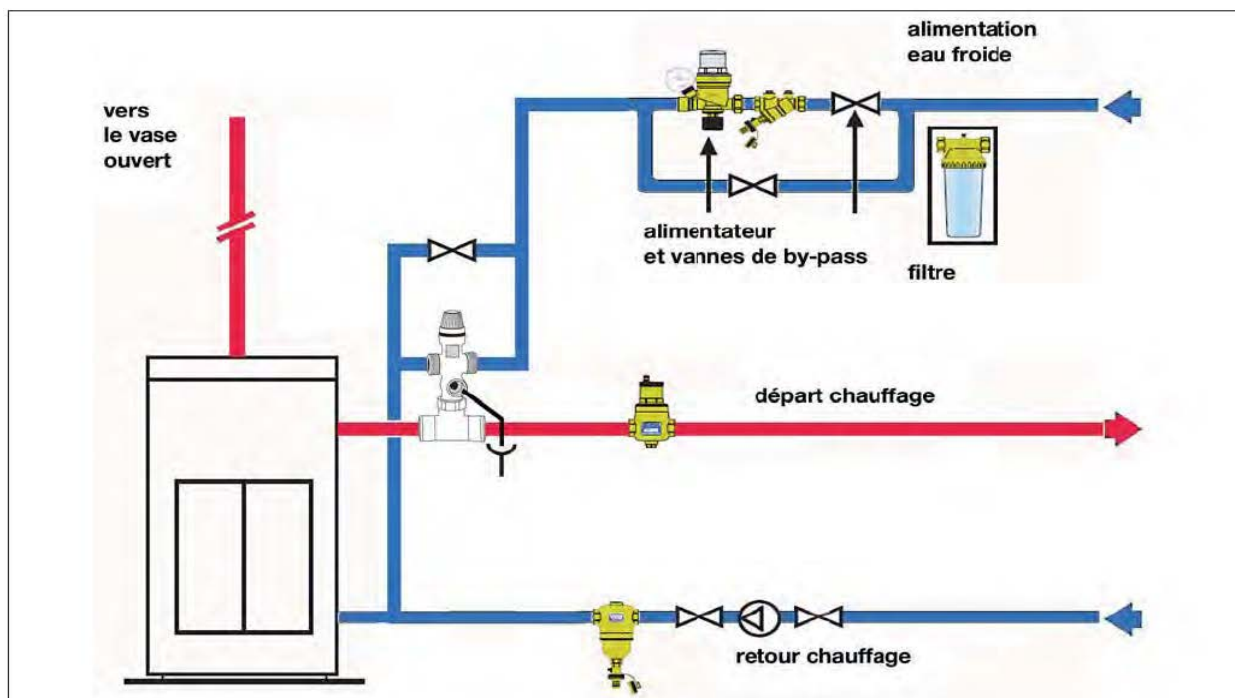 alimentation
eau froide
vers
le vase
ouvert
alimentateur
et vannes de by-pass
filtre
départ chauffage
retour chauffage